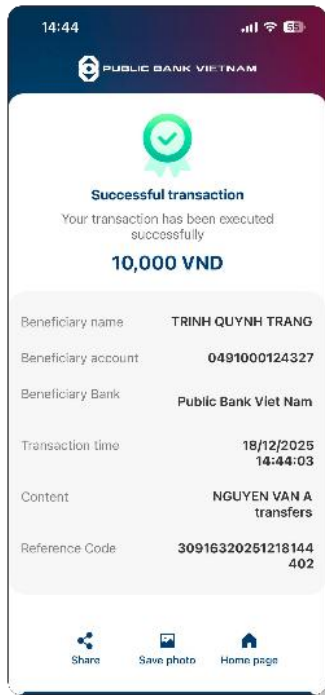 14:44
55
PUBLIC BANK VIETNAM
Successful transaction
Your transaction has been executed
successfully
10,000 VND
Beneficiary name TRINH QUYNH TRANG
Beneficiary account 0491000124327
Beneficiary Bank Public Bank Viet Nam
Transaction time 18/12/2025
14:44:03
Content NGUYEN VAN A
transfers
Reference Code 30916320251218144
402
Share Save photo Home page